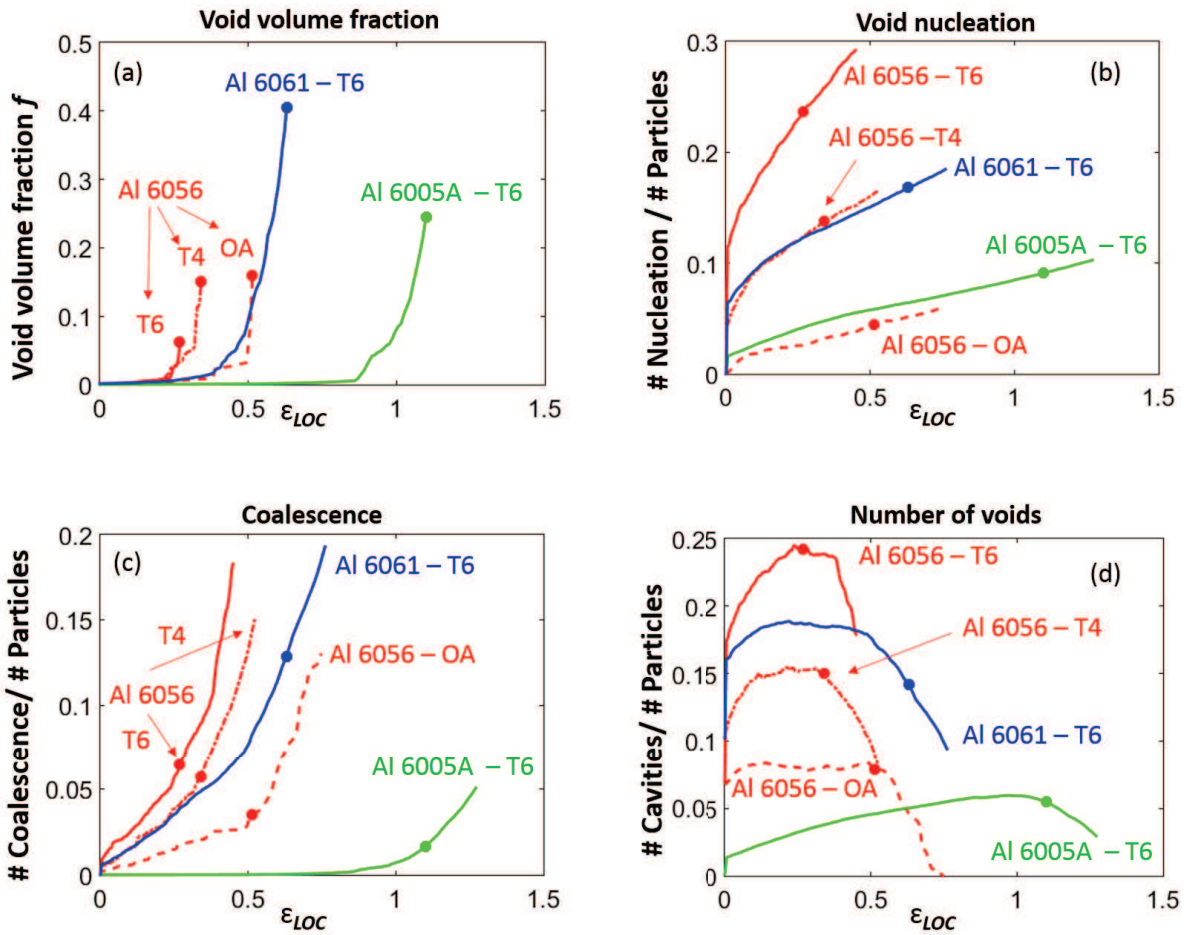 Void volume fraction
Void volume fraction f
(a)
Al 6061 – T6
Al 6056
T4
OA
T6
Al 6005A – T6
0.5
0.4
0.3
0.2
0.1
0
0 0.5 1 1.5
εLOC
Void nucleation
# Nucleation / # Particles
(b)
Al 6056 – T6
Al 6056 –T4
Al 6061 – T6
Al 6005A – T6
Al 6056 – OA
0.3
0.2
0.1
0
0 0.5 1 1.5
εLOC
Coalescence
# Coalescence/ # Particles
(c)
Al 6061 – T6
T4
Al 6056
T6
Al 6056 – OA
Al 6005A – T6
0.2
0.15
0.1
0.05
0
0 0.5 1 1.5
εLOC
Number of voids
# Cavities/ # Particles
(d)
Al 6056 – T6
Al 6056 – T4
Al 6061 – T6
Al 6056 – OA
Al 6005A – T6
0.25
0.2
0.15
0.1
0.05
0
0 0.5 1 1.5
εLOC